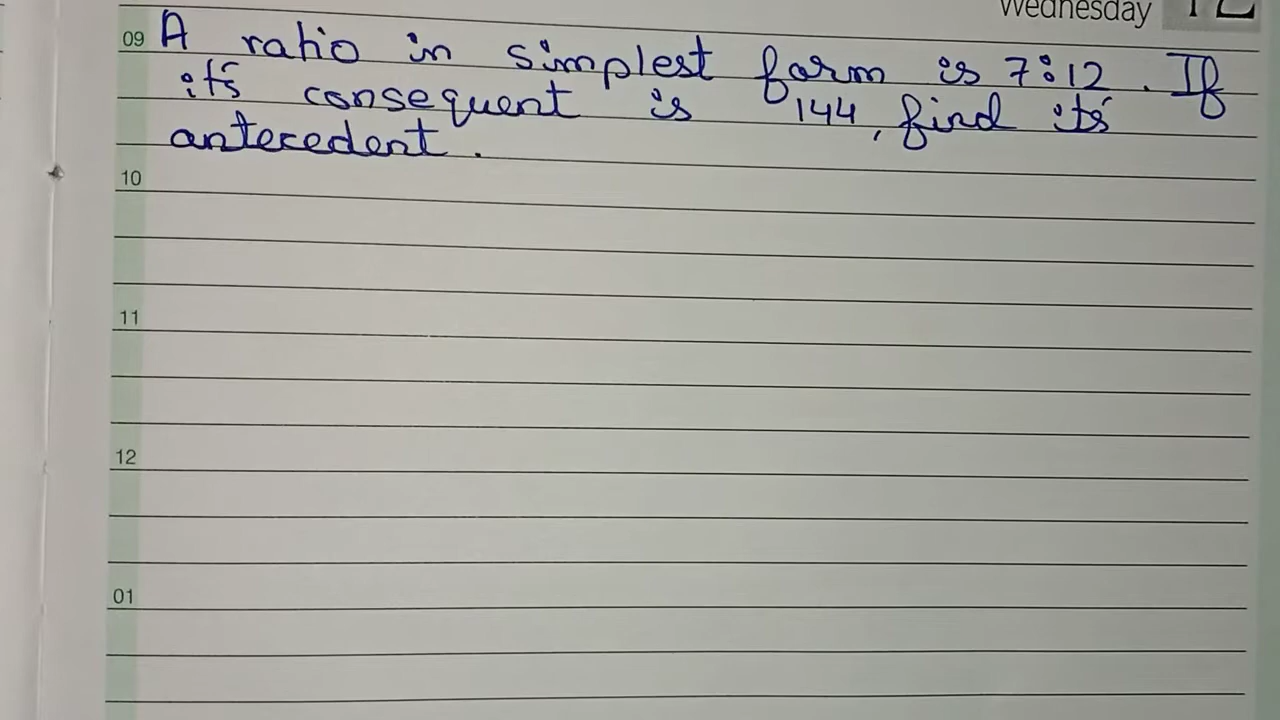 Wednesday
09 A ratio in simplest form is 7:12. If
its consequent is 144, find its
antecedent.
10
11
12
01